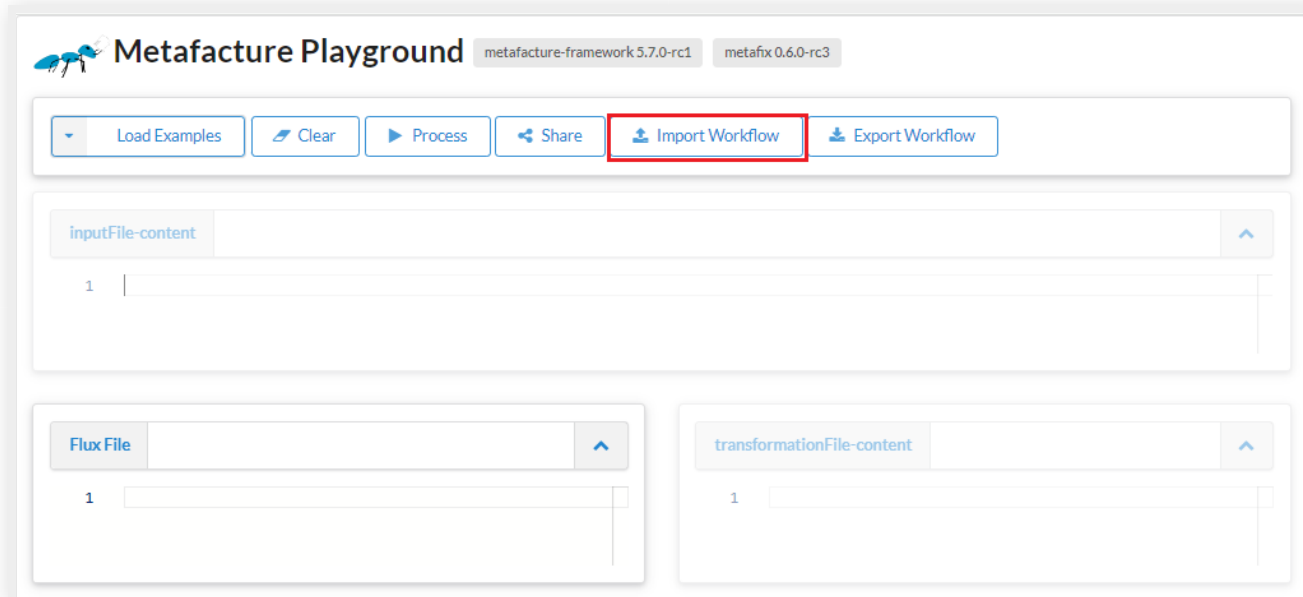 Metafacture Playground metafacture-framework 5.7.0-rc1 metafix 0.6.0-rc3
Load Examples Clear Process Share Import Workflow Export Workflow
inputFile-content
1
Flux File transformationFile-content
1 1